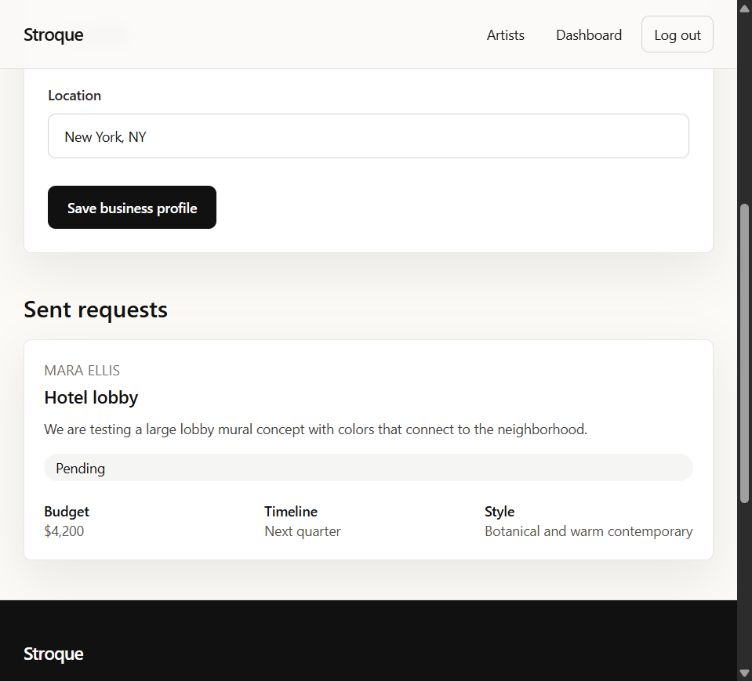 Stroque
Artists
Dashboard
Log out
Location
New York, NY
Save business profile
Sent requests
MARA ELLIS
Hotel lobby
We are testing a large lobby mural concept with colors that connect to the neighborhood.
Pending
Budget
$4,200
Timeline
Next quarter
Style
Botanical and warm contemporary
Stroque